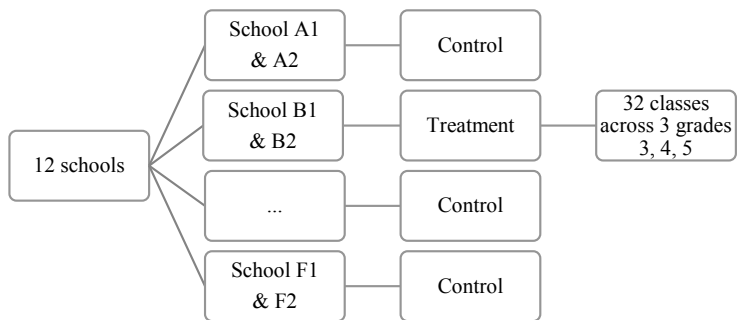 12 schools
School A1
& A2
Control
School B1
& B2
Treatment
32 classes
across 3 grades
3, 4, 5
...
Control
School F1
& F2
Control